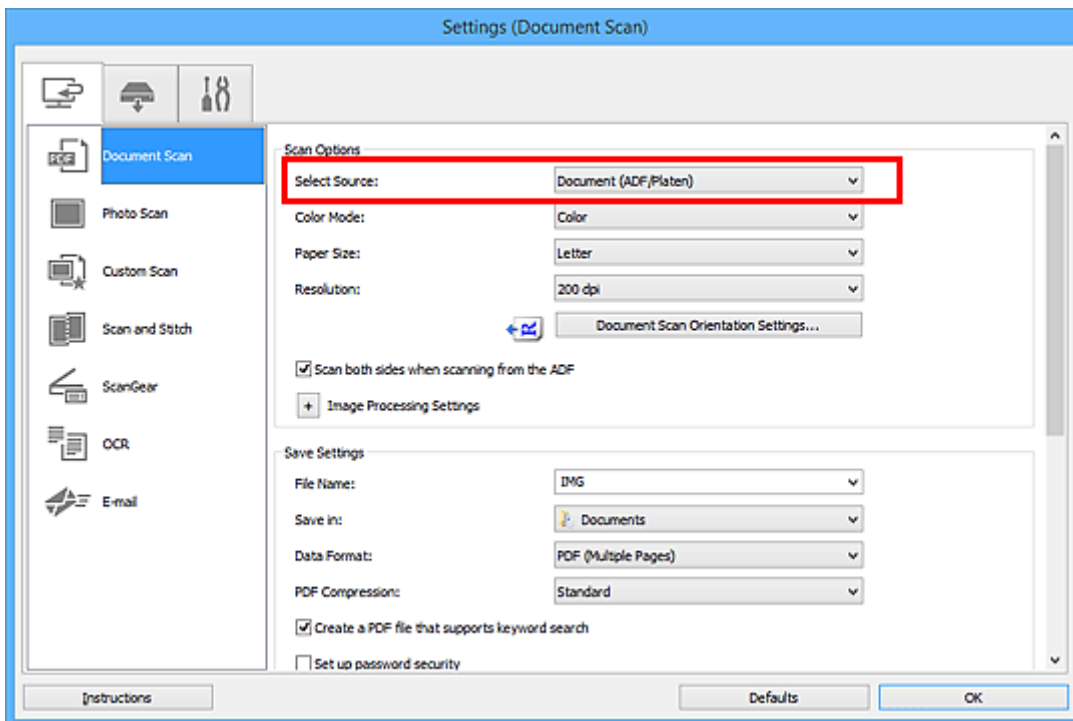 Settings (Document Scan)
PDF
Document Scan
Photo Scan
Custom Scan
Scan and Stitch
ScanGear
OCR
E-mail
Scan Options
Select Source: Document (ADF/Platen)
Color Mode: Color
Paper Size: Letter
Resolution: 200 dpi
R Document Scan Orientation Settings...
Scan both sides when scanning from the ADF
+ Image Processing Settings
Save Settings
File Name: IMG
Save in: Documents
Data Format: PDF (Multiple Pages)
PDF Compression: Standard
Create a PDF file that supports keyword search
Set up password security
Instructions Defaults OK